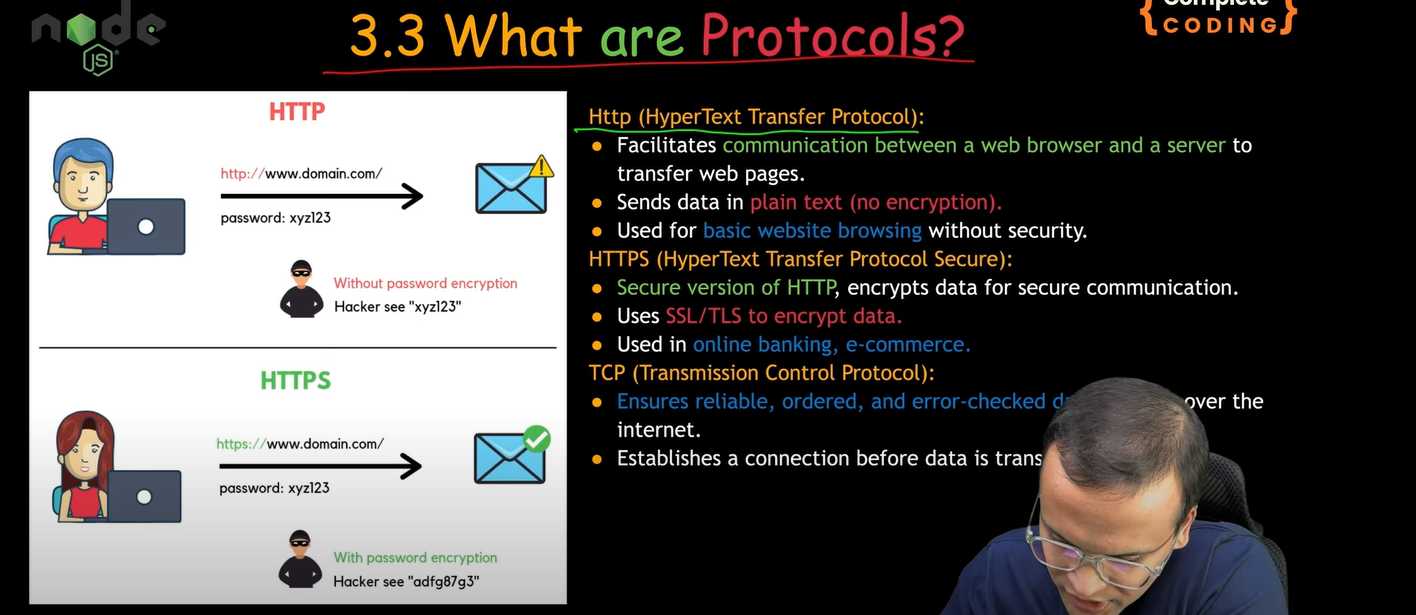 node
JS
3.3 What are Protocols?
Complete
{CODING}
HTTP
http://www.domain.com/
password: xyz123
Without password encryption
Hacker see "xyz123"
HTTPS
https://www.domain.com/
password: xyz123
With password encryption
Hacker see "adfg87g3"
Http (HyperText Transfer Protocol):
● Facilitates communication between a web browser and a server to
transfer web pages.
● Sends data in plain text (no encryption).
● Used for basic website browsing without security.
HTTPS (HyperText Transfer Protocol Secure):
● Secure version of HTTP, encrypts data for secure communication.
● Uses SSL/TLS to encrypt data.
● Used in online banking, e-commerce.
TCP (Transmission Control Protocol):
● Ensures reliable, ordered, and error-checked over the
internet.
● Establishes a connection before data is